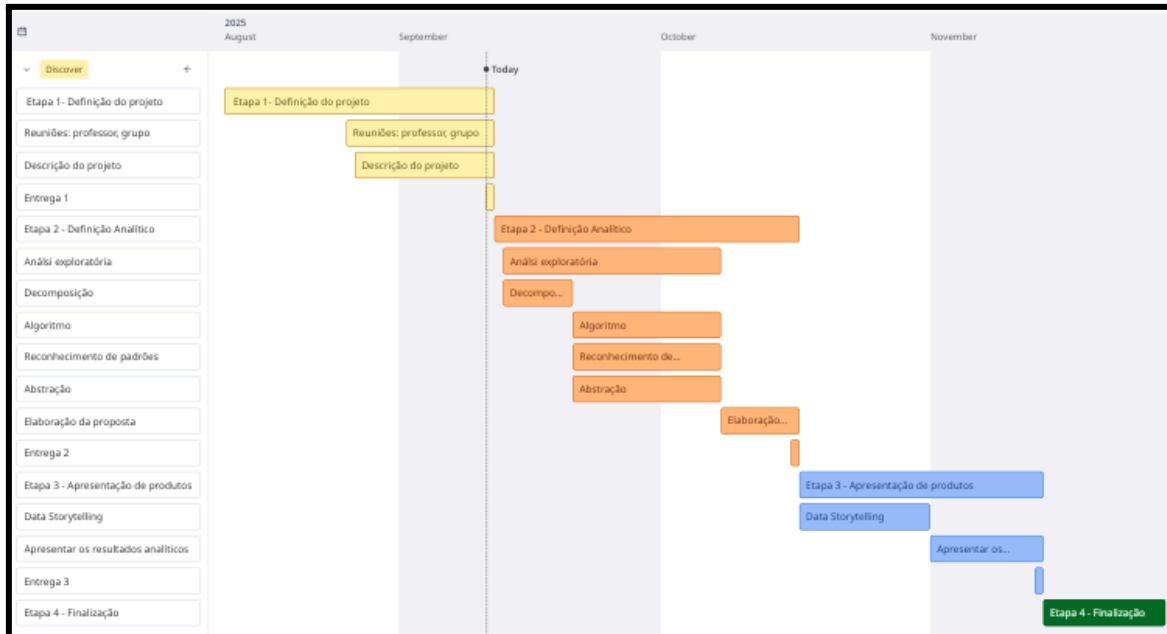 2025
August September October November
Discover + Today
Etapa 1- Definição do projeto Etapa 1- Definição do projeto
Reuniões: professor, grupo Reuniões: professor, grupo
Descrição do projeto Descrição do projeto
Entrega 1
Etapa 2 - Definição Analítico Etapa 2 - Definição Analítico
Análsi exploratória Análsi exploratória
Decomposição Decompo...
Algoritmo Algoritmo
Reconhecimento de padrões Reconhecimento de...
Abstração Abstração
Elaboração da proposta Elaboração...
Entrega 2
Etapa 3 - Apresentação de produtos Etapa 3 - Apresentação de produtos
Data Storytelling Data Storytelling
Apresentar os resultados analíticos Apresentar os...
Entrega 3
Etapa 4 - Finalização Etapa 4 - Finalização